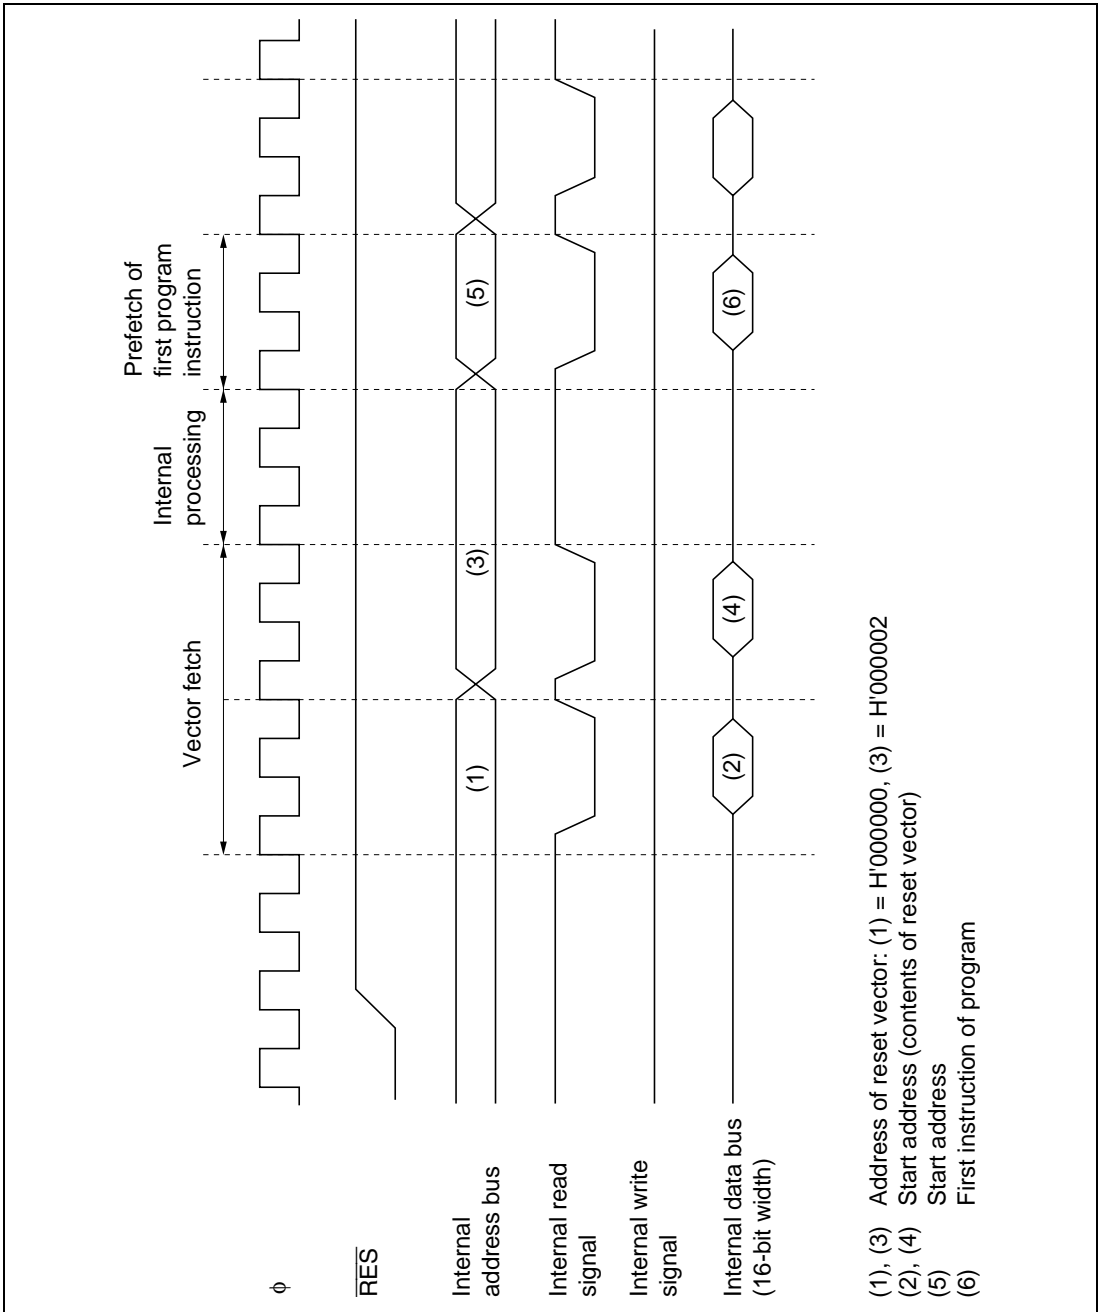 Vector fetch
Internal
processing
Prefetch of
first program
instruction
ϕ
RES
Internal
address bus
(1)
(3)
(5)
Internal read
signal
Internal write
signal
Internal data bus
(16-bit width)
(2)
(4)
(6)
(1), (3) Address of reset vector: (1) = H'000000, (3) = H'000002
(2), (4) Start address (contents of reset vector)
(5) Start address
(6) First instruction of program